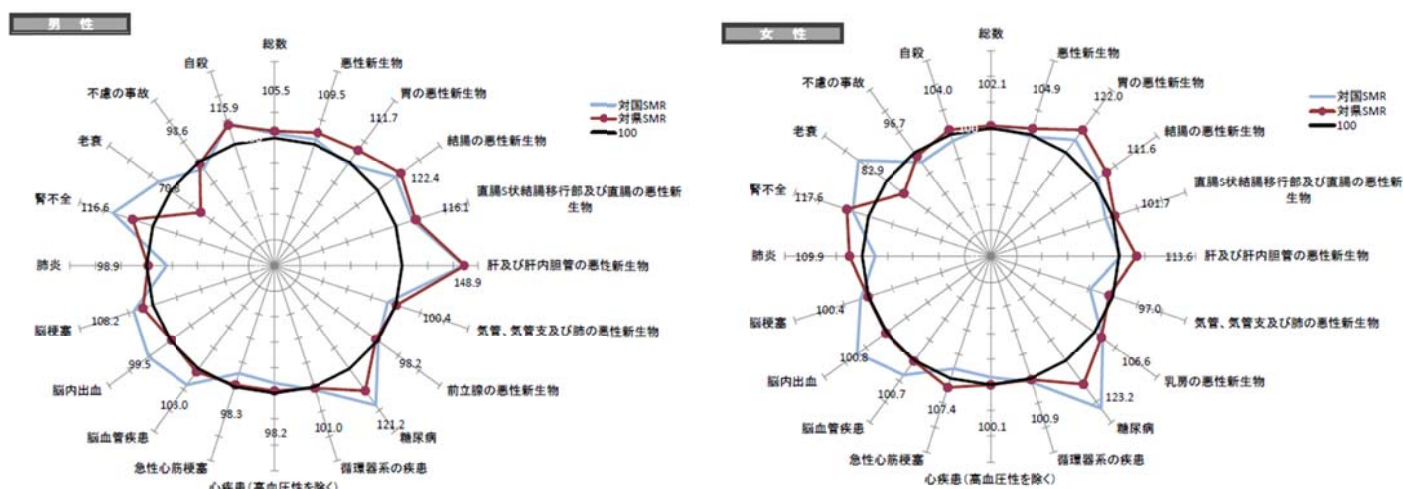 男 性
総数
105.5
悪性新生物
109.5
胃の悪性新生物
111.7
結腸の悪性新生物
122.4
直腸S状結腸移行部及び直腸の悪性新
生物
116.1
肝及び肝内胆管の悪性新生物
148.9
気管、気管支及び肺の悪性新生物
100.4
前立腺の悪性新生物
98.2
糖尿病
121.2
循環器系の疾患
101.0
心疾患(高血圧性を除く)
98.2
急性心筋梗塞
98.3
脳血管疾患
103.0
脳内出血
99.5
脳梗塞
108.2
肺炎
98.9
腎不全
116.6
老衰
不慮の事故
自殺
115.9
対国SMR
対県SMR
100
女 性
総数
102.1
悪性新生物
104.9
胃の悪性新生物
122.0
結腸の悪性新生物
111.6
直腸S状結腸移行部及び直腸の悪性新
生物
101.7
肝及び肝内胆管の悪性新生物
113.6
気管、気管支及び肺の悪性新生物
97.0
乳房の悪性新生物
106.6
糖尿病
123.2
循環器系の疾患
100.9
心疾患(高血圧性を除く)
100.1
急性心筋梗塞
107.4
脳血管疾患
100.7
脳内出血
100.8
脳梗塞
100.4
肺炎
109.9
腎不全
117.6
老衰
82.9
不慮の事故
96.7
自殺
104.0
100
対国SMR
対県SMR
100